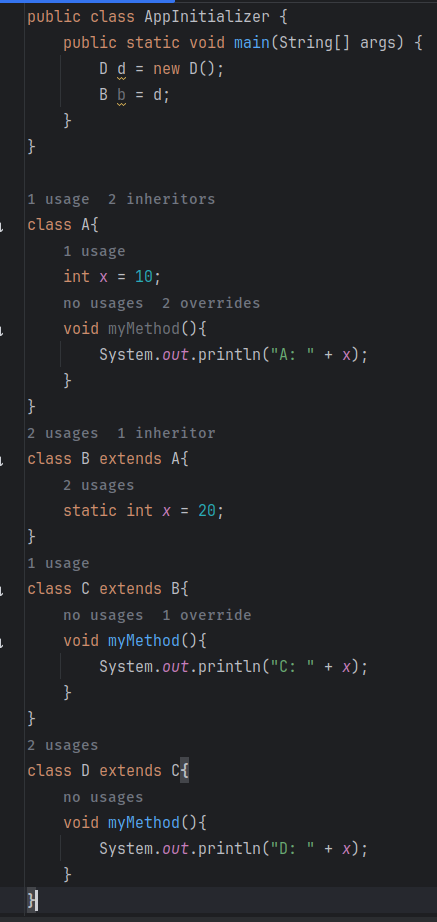 public class AppInitializer {
    public static void main(String[] args) {
        D d = new D();
        B b = d;
    }
}
1 usage  2 inheritors
class A{
    1 usage
    int x = 10;
    no usages  2 overrides
    void myMethod(){
        System.out.println("A: " + x);
    }
}
2 usages  1 inheritor
class B extends A{
    2 usages
    static int x = 20;
}
1 usage
class C extends B{
    no usages  1 override
    void myMethod(){
        System.out.println("C: " + x);
    }
}
2 usages
class D extends C{
    no usages
    void myMethod(){
        System.out.println("D: " + x);
    }
}